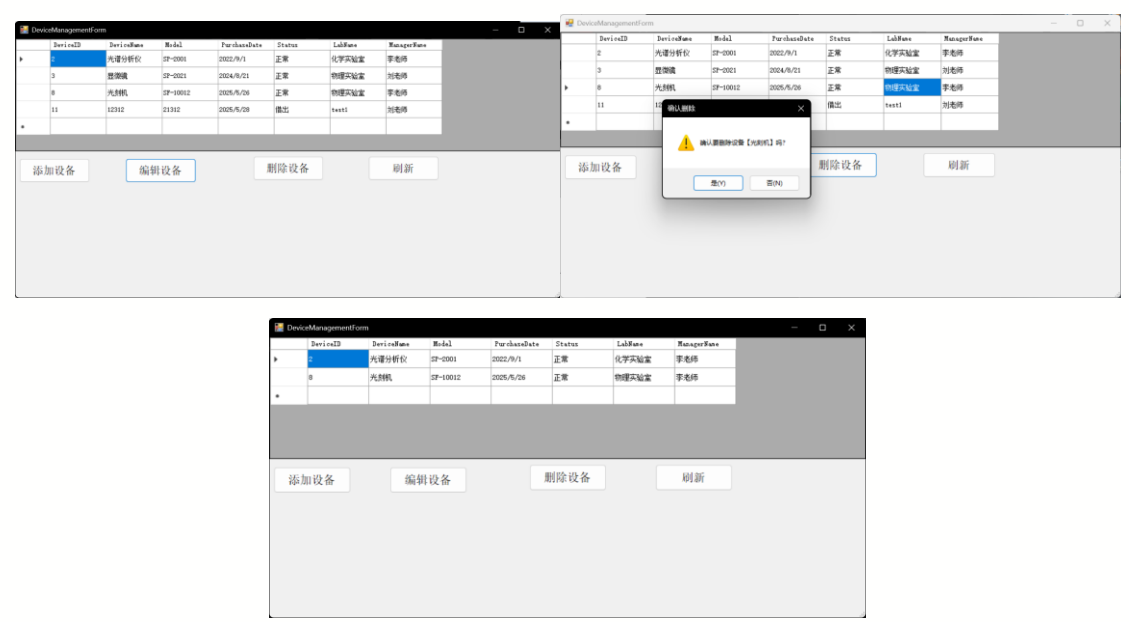 DeviceManagementForm
DeviceID DeviceName Model PurchaseDate Status LabName ManagerName
2 光谱分析仪 SP-2001 2022/9/1 正常 化学实验室 李老师
3 显微镜 SP-2021 2024/8/21 正常 物理实验室 刘老师
8 光刻机 SP-10012 2025/5/26 正常 物理实验室 李老师
11 12312 21312 2025/5/28 借出 test1 刘老师
添加设备 编辑设备 删除设备 刷新
DeviceManagementForm
DeviceID DeviceName Model PurchaseDate Status LabName ManagerName
2 光谱分析仪 SP-2001 2022/9/1 正常 化学实验室 李老师
3 显微镜 SP-2021 2024/8/21 正常 物理实验室 刘老师
8 光刻机 SP-10012 2025/5/26 正常 物理实验室 李老师
11 借出 test1 刘老师
确认删除
确认要删除设备【光刻机】吗?
是(Y) 否(N)
添加设备 删除设备 刷新
DeviceManagementForm
DeviceID DeviceName Model PurchaseDate Status LabName ManagerName
2 光谱分析仪 SP-2001 2022/9/1 正常 化学实验室 李老师
8 光刻机 SP-10012 2025/5/26 正常 物理实验室 李老师
添加设备 编辑设备 删除设备 刷新